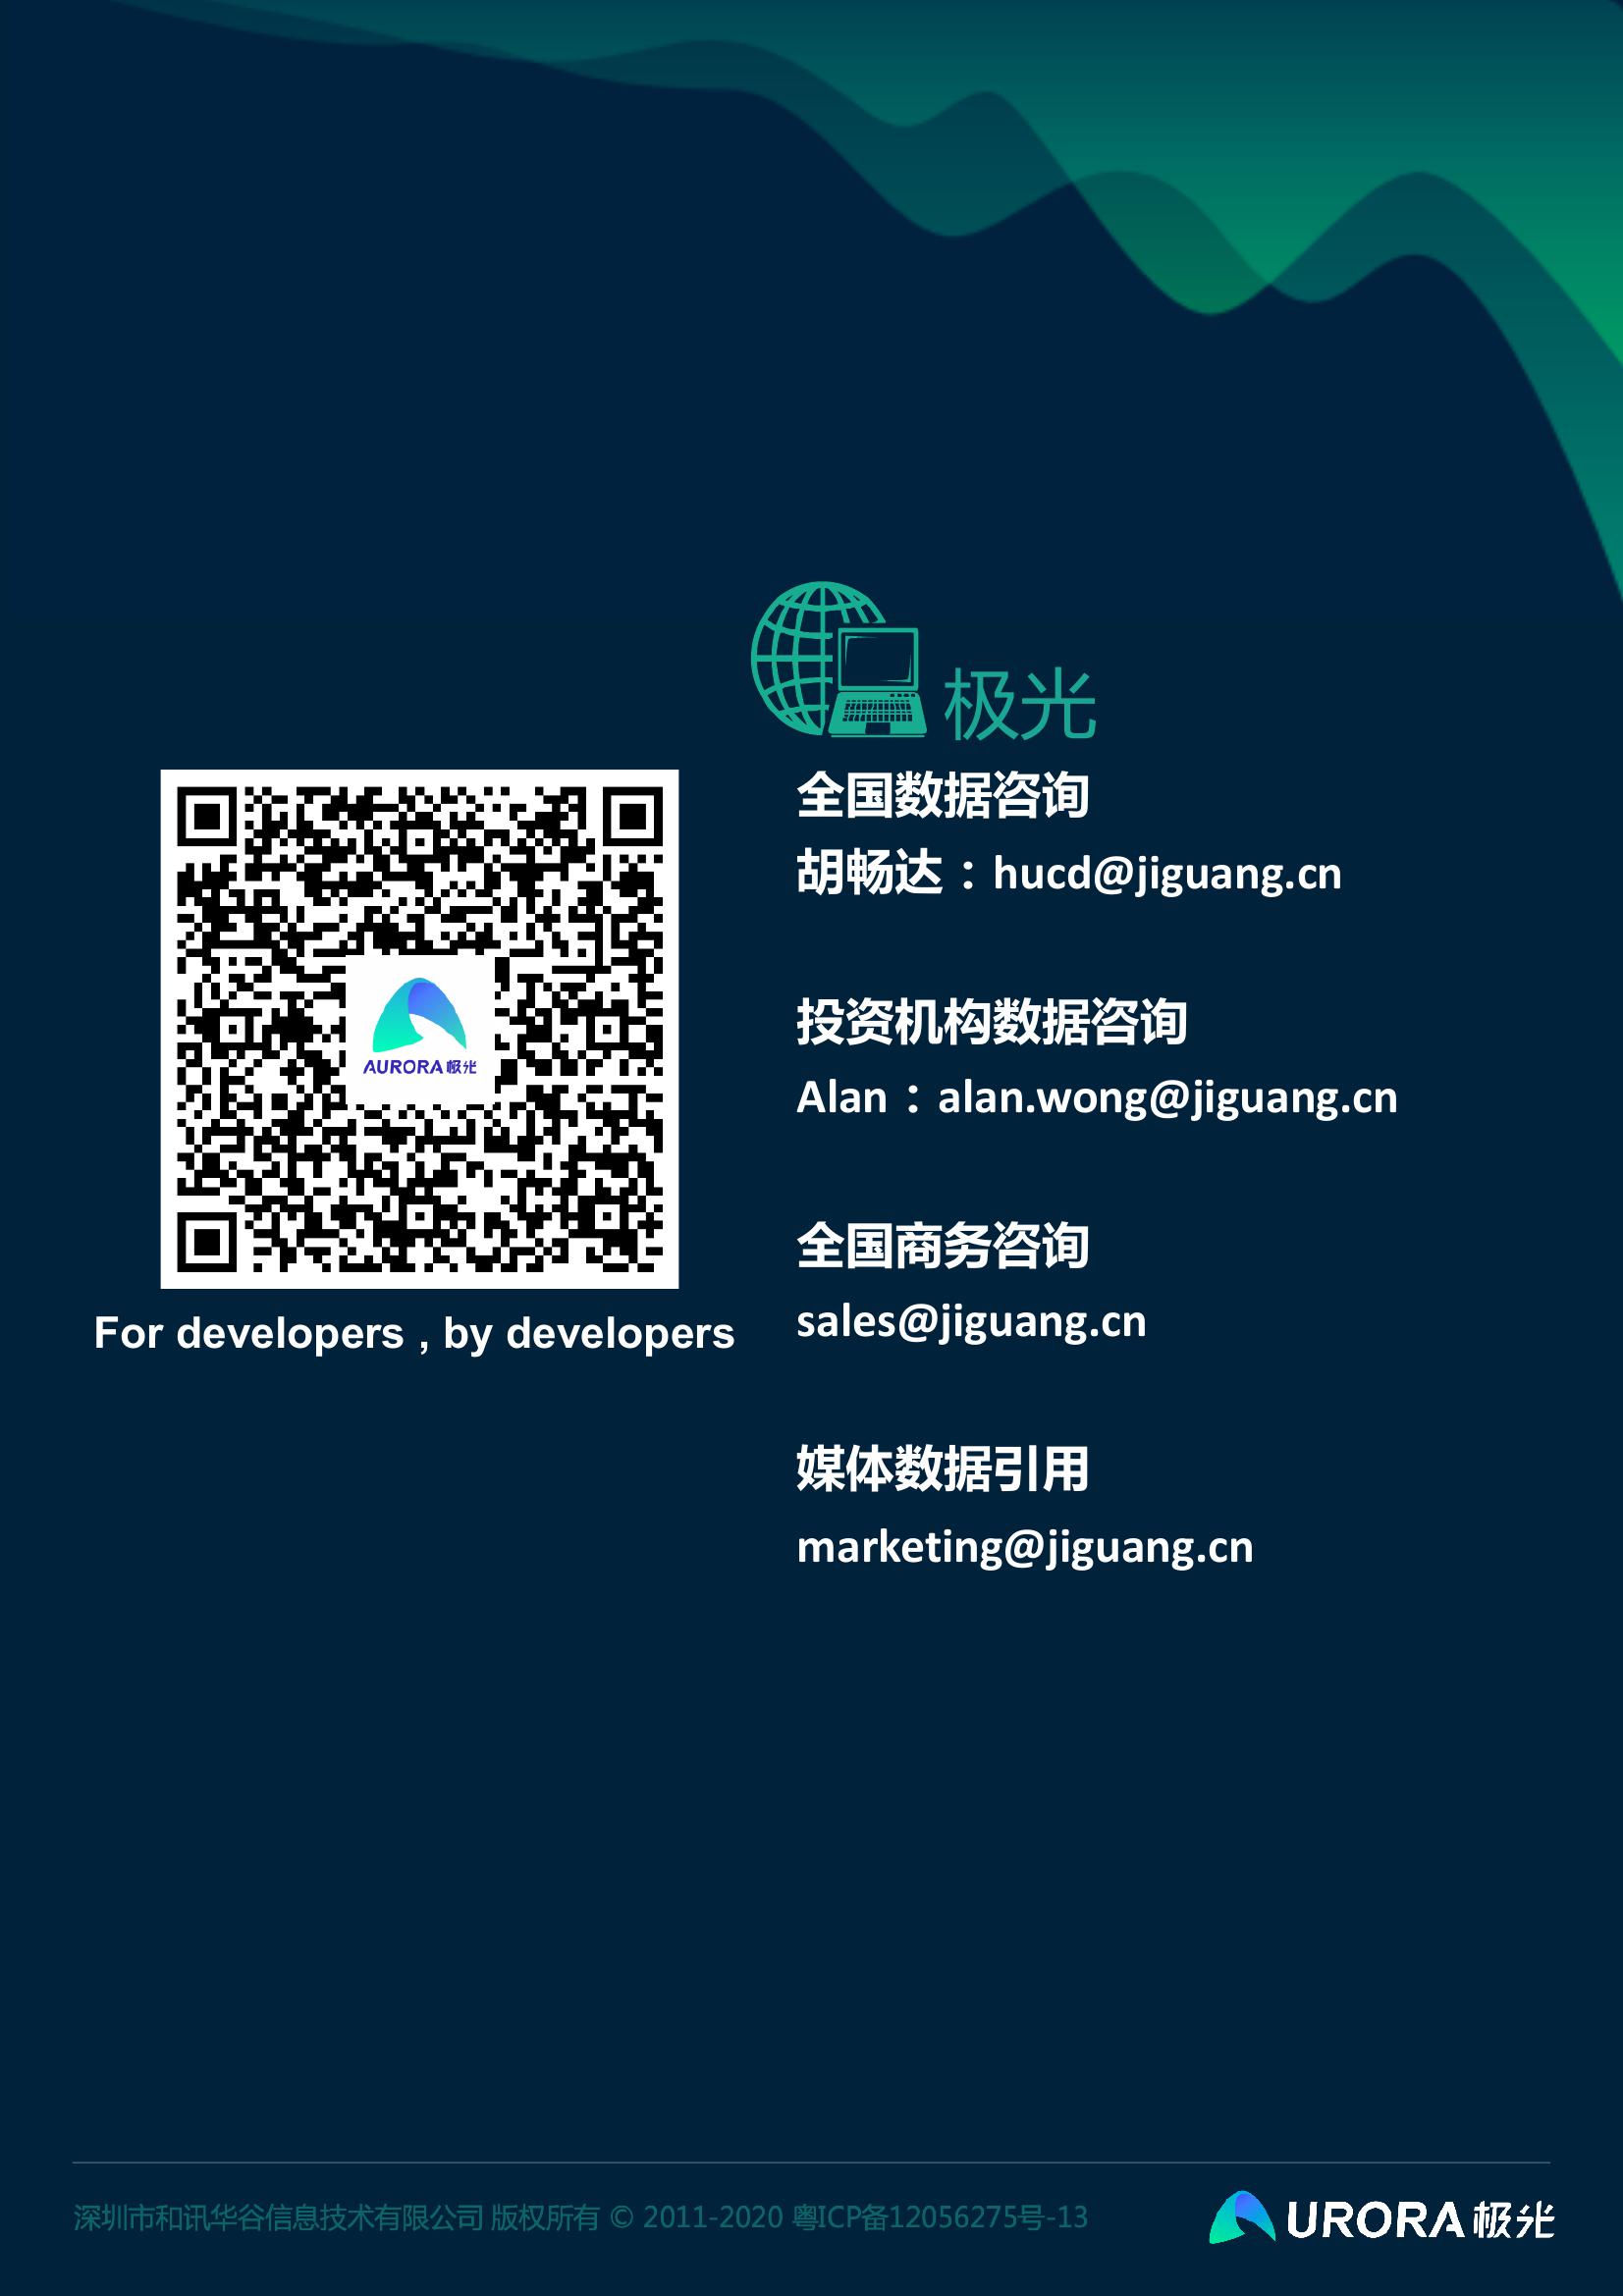 极光
全国数据咨询
胡畅达：hucd@jiguang.cn
投资机构数据咨询
Alan：alan.wong@jiguang.cn
全国商务咨询
sales@jiguang.cn
媒体数据引用
marketing@jiguang.cn
AURORA极光
For developers , by developers
深圳市和讯华谷信息技术有限公司 版权所有 © 2011-2020 粤ICP备12056275号-13
URORA极光